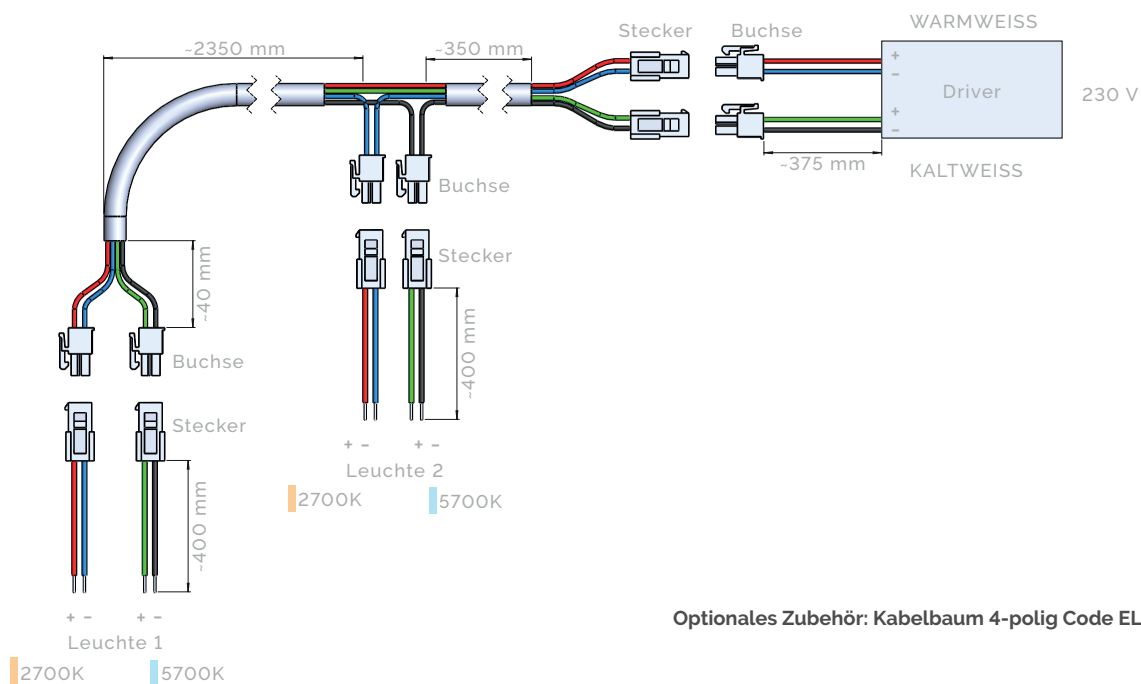 WARMWEISS
~2350 mm
~350 mm
Stecker
Buchse
+
−
Driver
230 V
+
−
~375 mm
KALTWEISS
Buchse
Stecker
~40 mm
~400 mm
Buchse
Stecker
+ − + −
Leuchte 2
2700K 5700K
~400 mm
+ − + −
Leuchte 1
2700K 5700K
Optionales Zubehör: Kabelbaum 4-polig Code EL